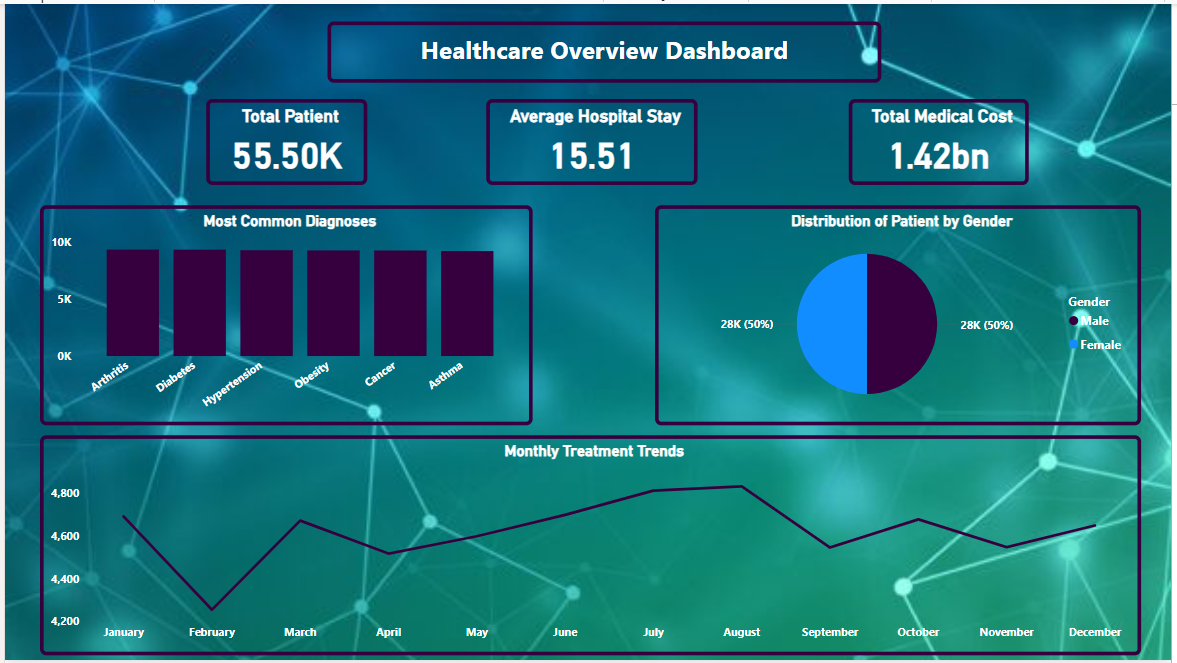 Healthcare Overview Dashboard
Total Patient
55.50K
Average Hospital Stay
15.51
Total Medical Cost
1.42bn
Most Common Diagnoses
10K
5K
0K
Arthritis
Diabetes
Hypertension
Obesity
Cancer
Asthma
Distribution of Patient by Gender
28K (50%)
28K (50%)
Gender
Male
Female
Monthly Treatment Trends
4,800
4,600
4,400
4,200
January February March April May June July August September October November December